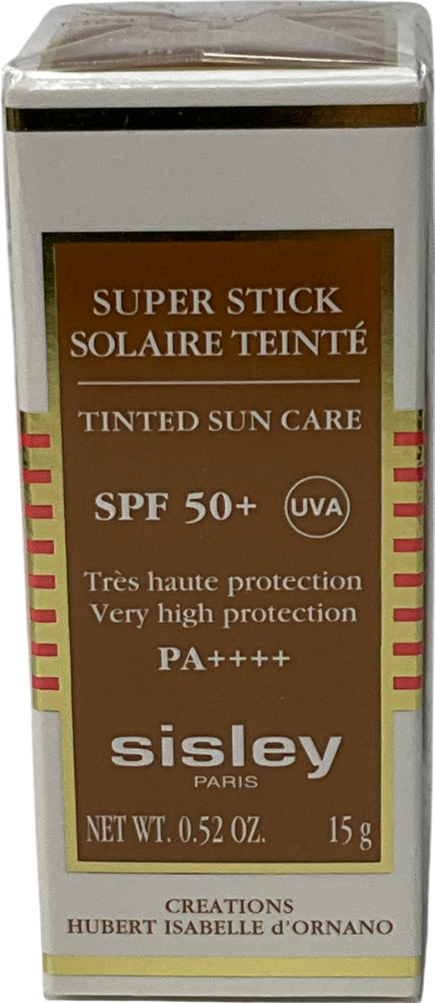 SUPER STICK
SOLAIRE TEINTÉ
TINTED SUN CARE
SPF 50+ UVA
Très haute protection
Very high protection
PA++++
sisley
PARIS
NET WT. 0.52 OZ. 15 g
CREATIONS
HUBERT ISABELLE d'ORNANO